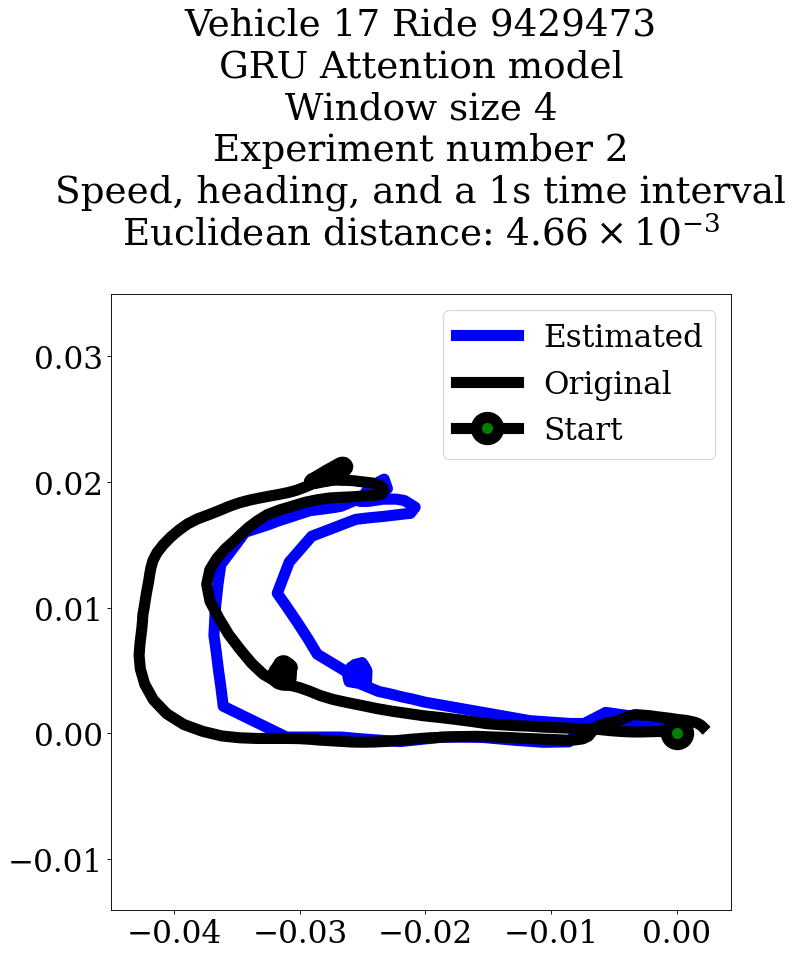 Vehicle 17 Ride 9429473
GRU Attention model
Window size 4
Experiment number 2
Speed, heading, and a 1s time interval
Euclidean distance: 4.66 × 10⁻³
Estimated
Original
Start
0.03
0.02
0.01
0.00
−0.01
−0.04 −0.03 −0.02 −0.01 0.00